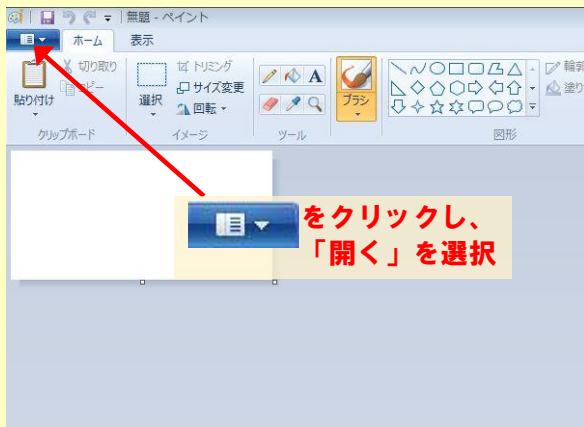 無題 - ペイント
ホーム 表示
切り取り
コピー
貼り付け
クリップボード
トリミング
サイズ変更
回転
選択
イメージ
A
ツール
ブラシ
図形
輪郭
塗り
をクリックし、
「開く」を選択